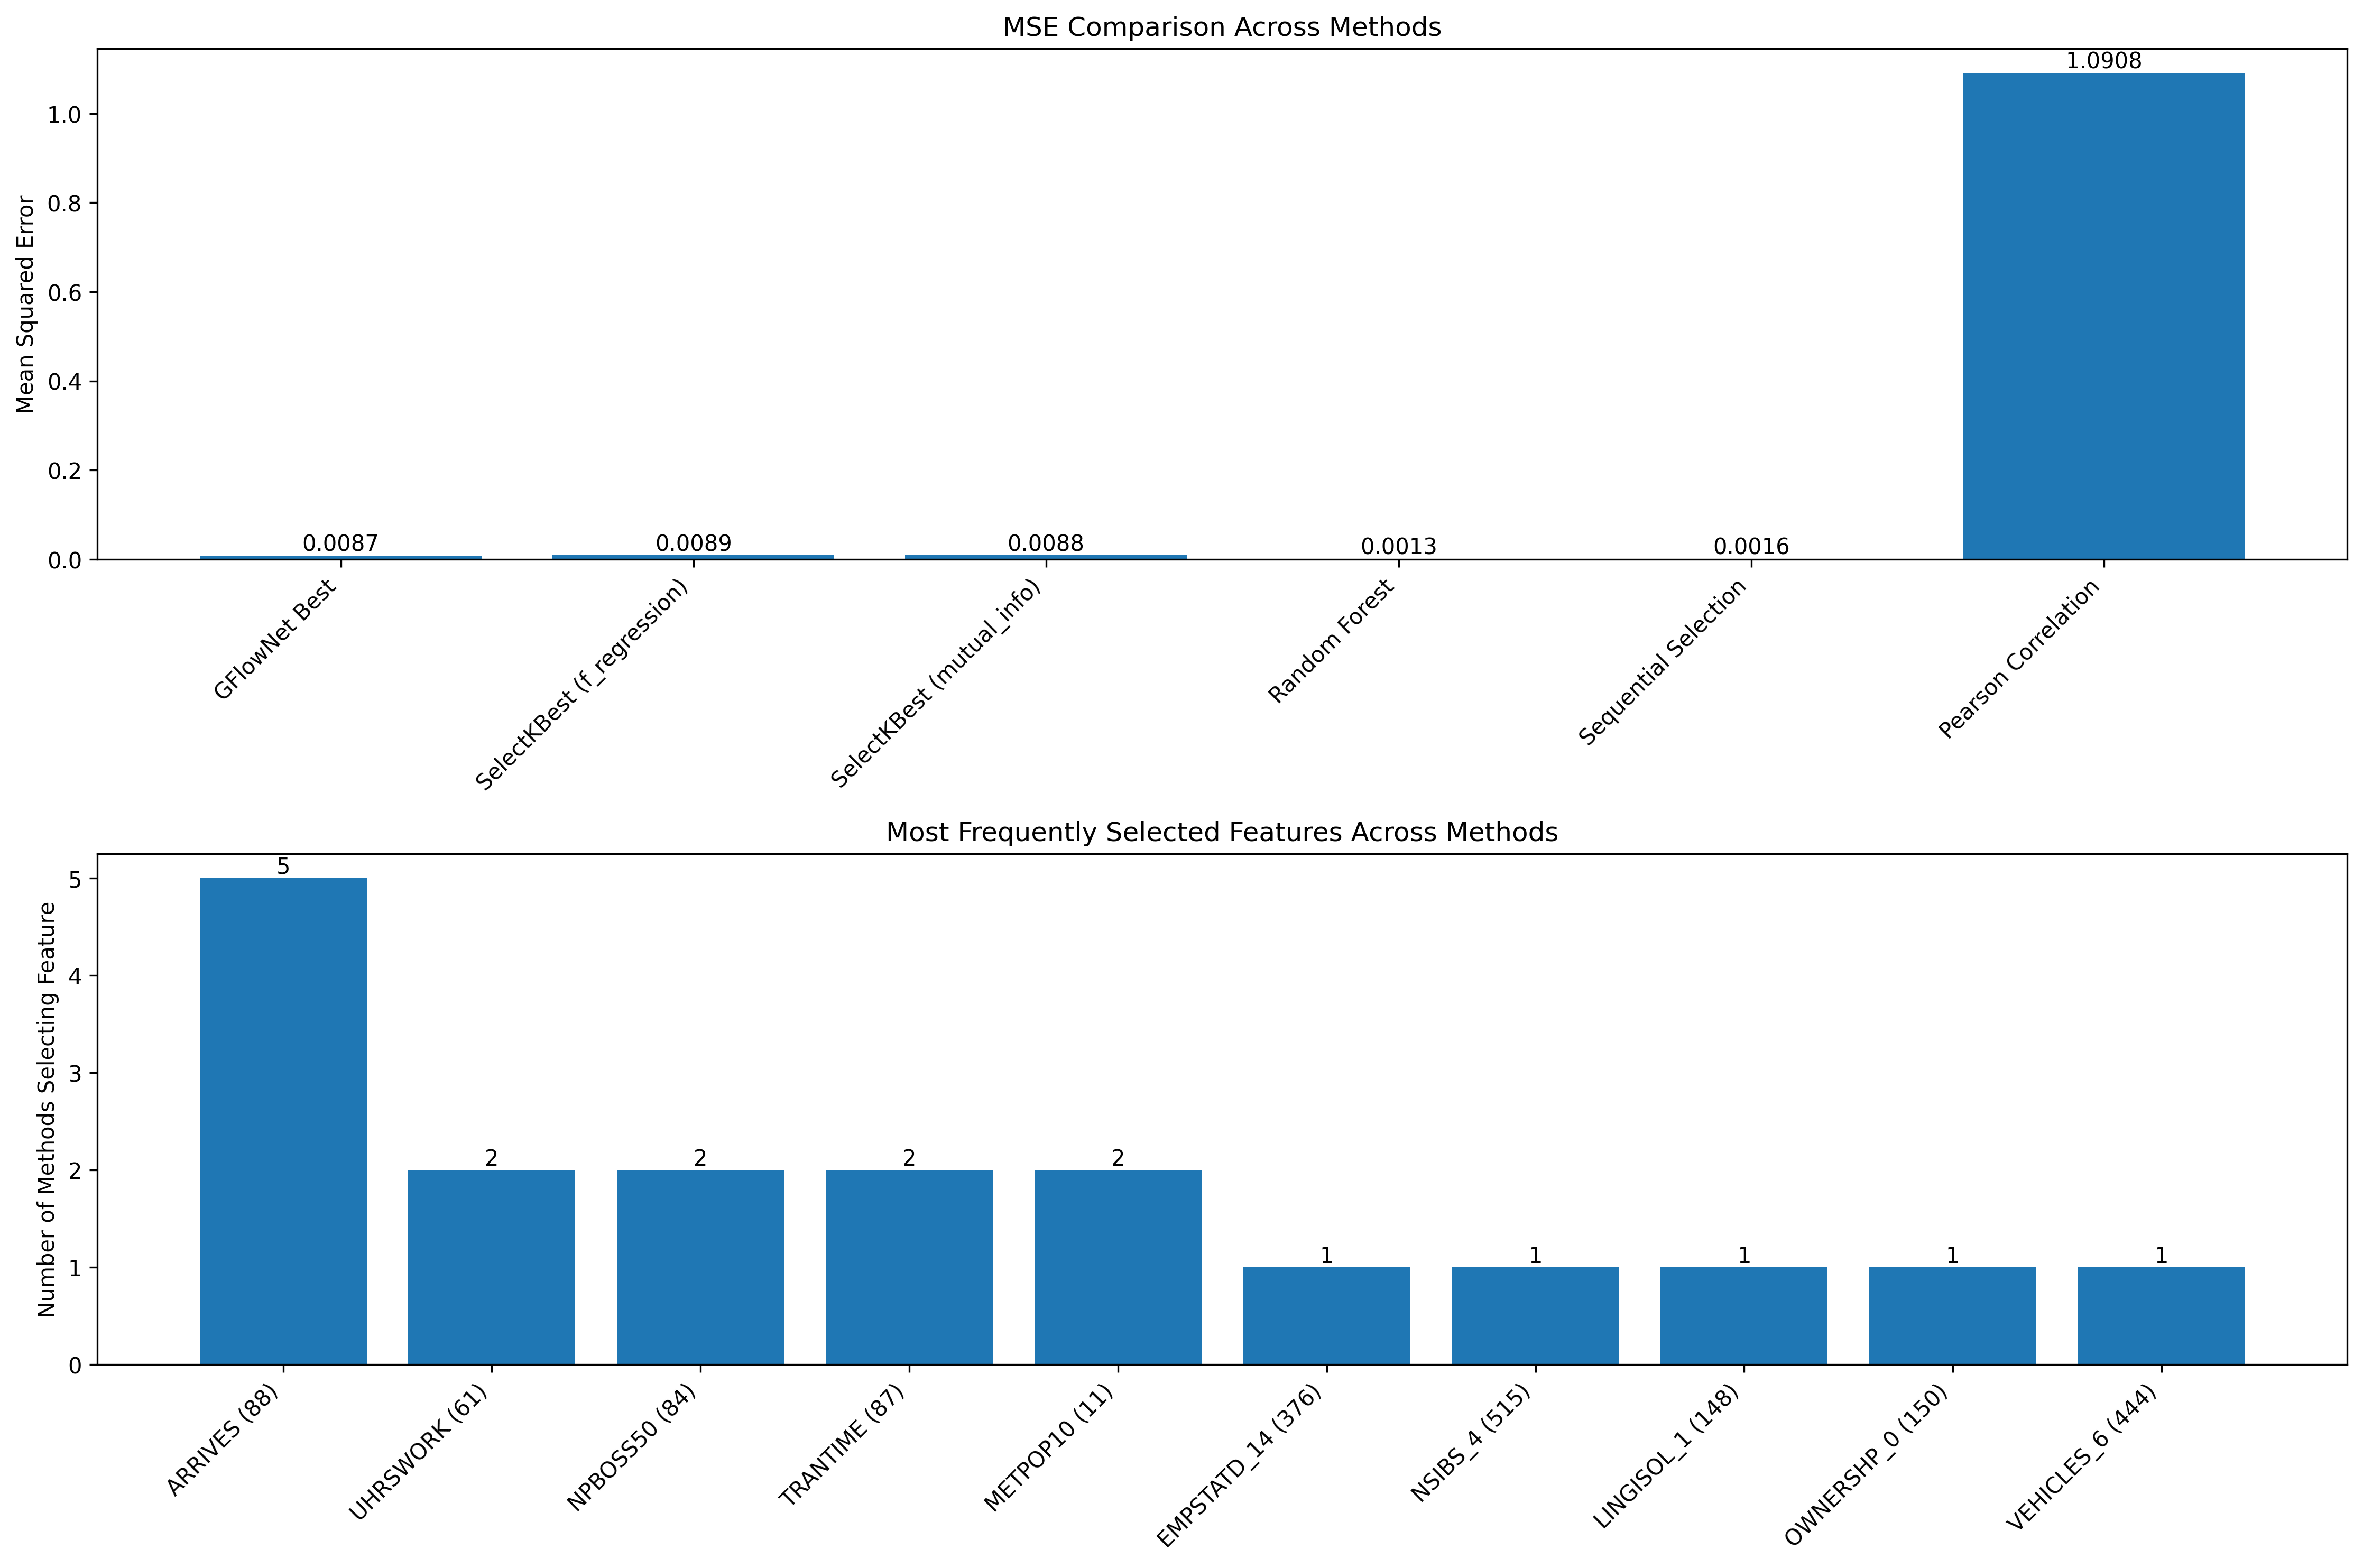 MSE Comparison Across Methods
Mean Squared Error
1.0
0.8
0.6
0.4
0.2
0.0
0.0087
0.0089
0.0088
0.0013
0.0016
1.0908
GFlowNet Best
SelectKBest (f_regression)
SelectKBest (mutual_info)
Random Forest
Sequential Selection
Pearson Correlation
Most Frequently Selected Features Across Methods
Number of Methods Selecting Feature
5
4
3
2
1
0
5
2
2
2
2
1
1
1
1
1
ARRIVES (88)
UHRSWORK (61)
NPBOSS50 (84)
TRANTIME (87)
METPOP10 (11)
EMPSTATD_14 (376)
NSIBS_4 (515)
LINGISOL_1 (148)
OWNERSHP_0 (150)
VEHICLES_6 (444)